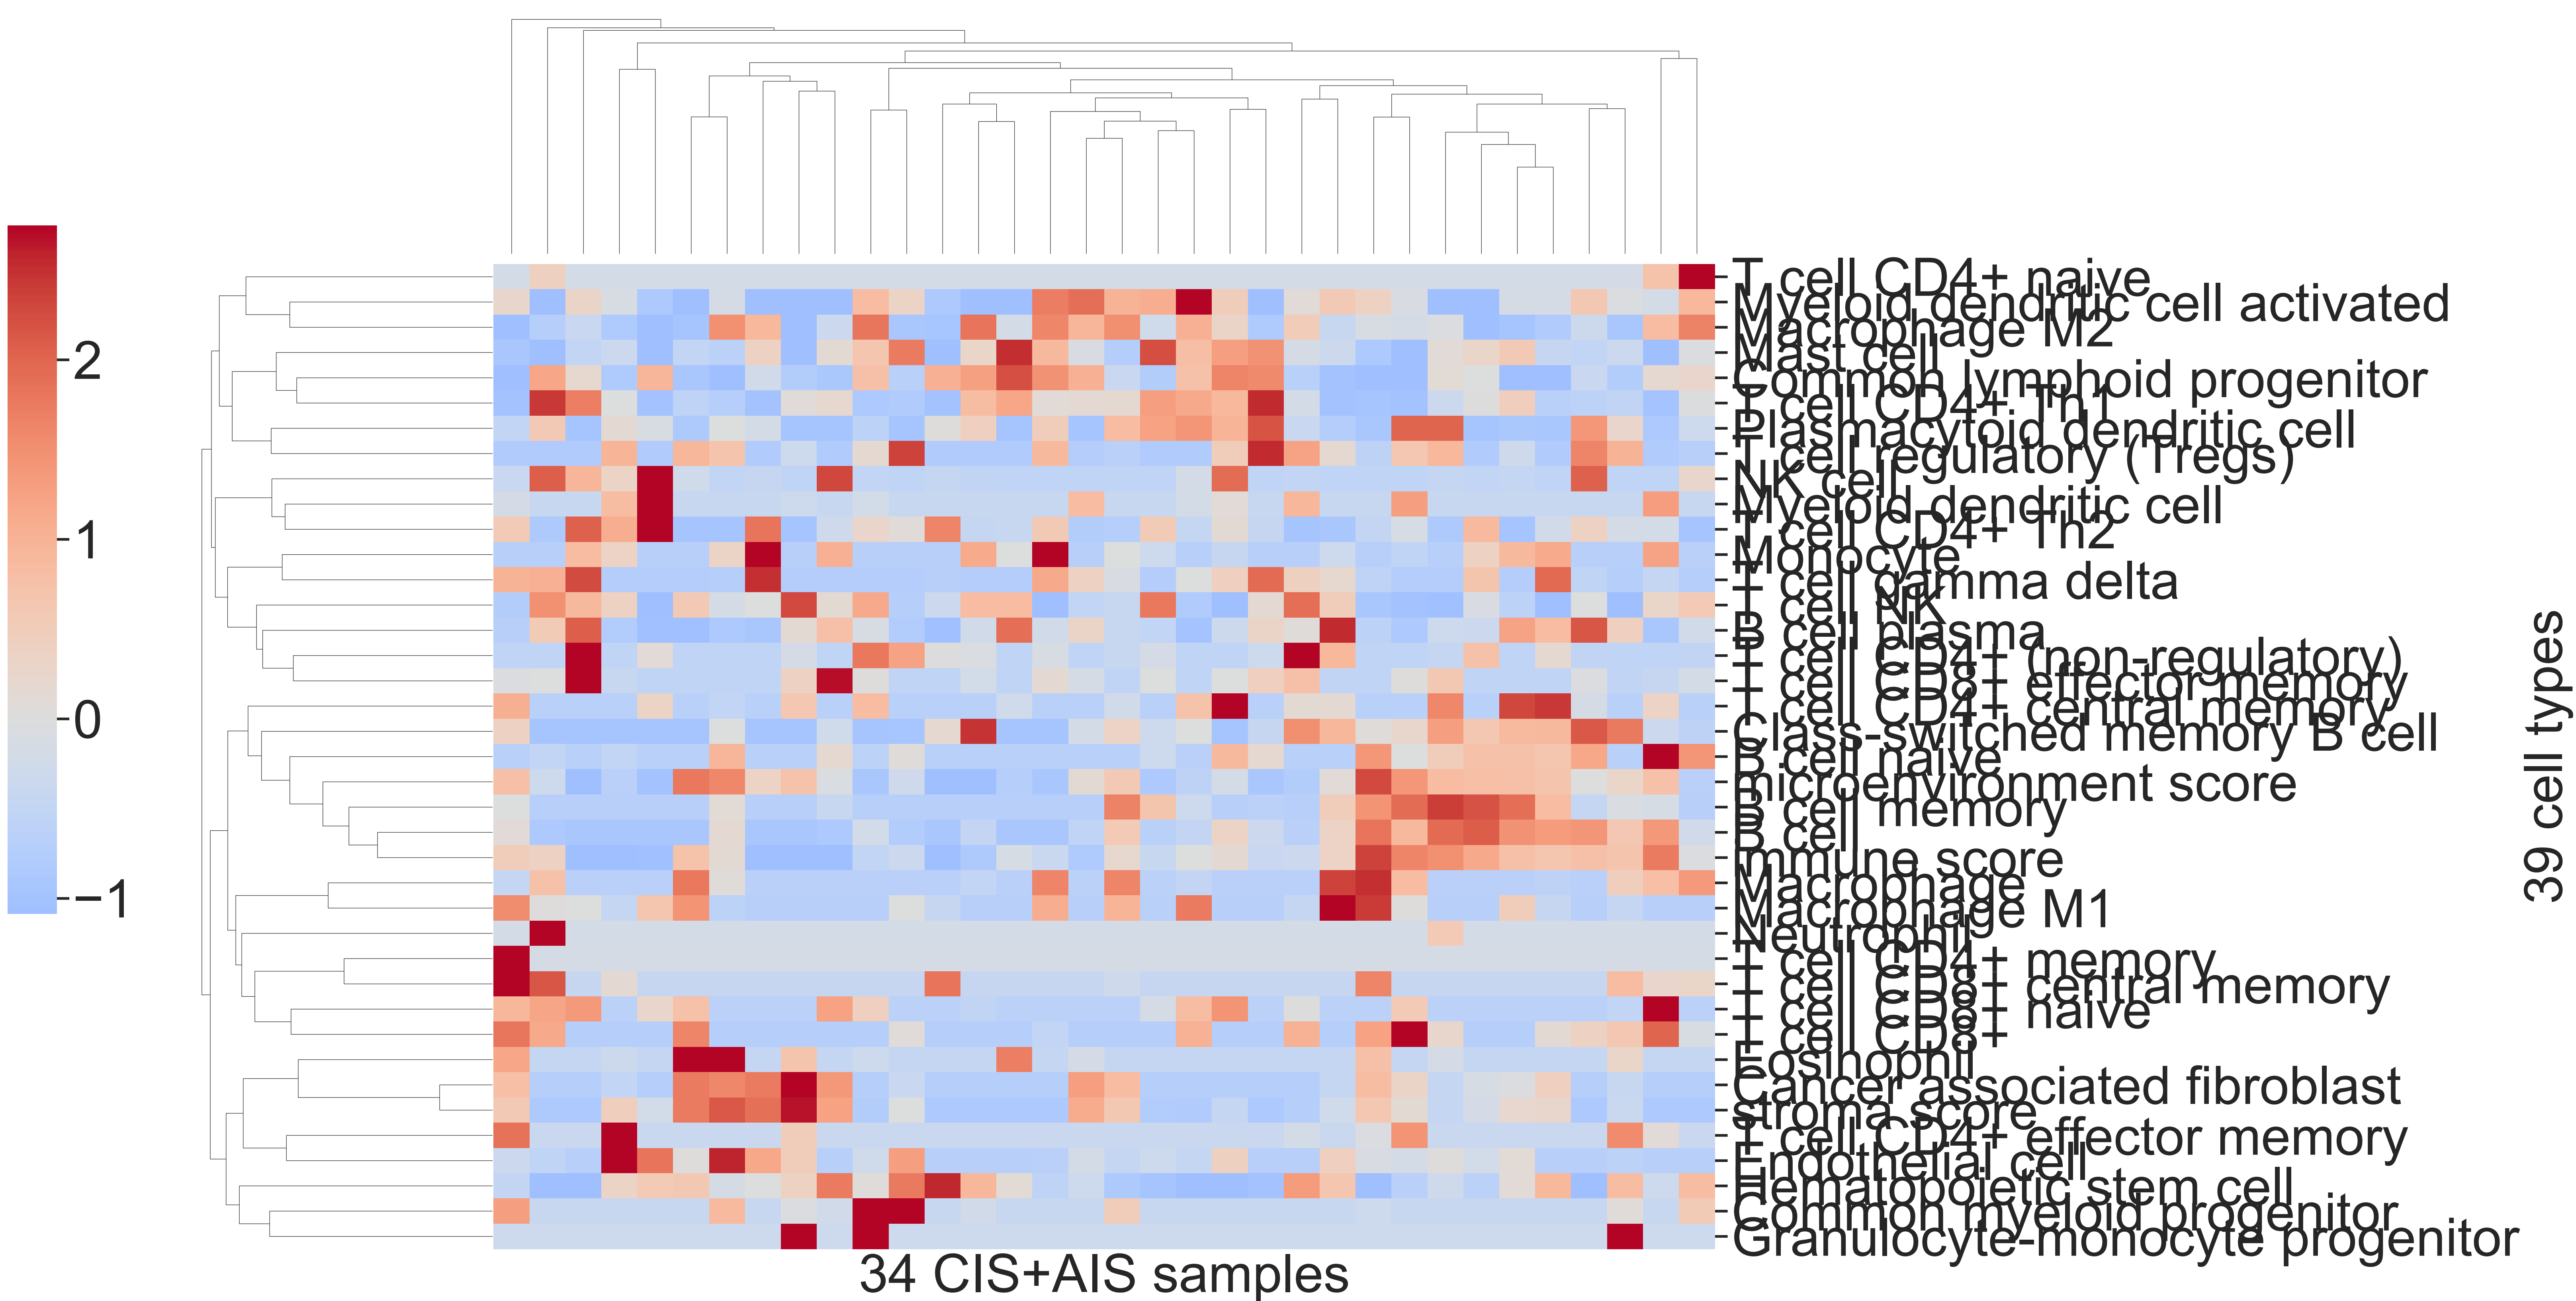 2
1
0
−1
T cell CD4+ naive
Myeloid dendritic cell activated
Macrophage M2
Mast cell
Common lymphoid progenitor
T cell CD4+ Th1
Plasmacytoid dendritic cell
T cell regulatory (Tregs)
NK cell
Myeloid dendritic cell
T cell CD4+ Th2
Monocyte
T cell gamma delta
T cell NK
B cell plasma
T cell CD4+ (non-regulatory)
T cell CD8+ effector memory
T cell CD4+ central memory
Class-switched memory B cell
B cell naive
microenvironment score
B cell memory
B cell
immune score
Macrophage
Macrophage M1
Neutrophil
T cell CD4+ memory
T cell CD8+ central memory
T cell CD8+ naive
T cell CD8+
Eosinophil
Cancer associated fibroblast
stroma score
T cell CD4+ effector memory
Endothelial cell
Hematopoietic stem cell
Common myeloid progenitor
Granulocyte-monocyte progenitor
39 cell types
34 CIS+AIS samples